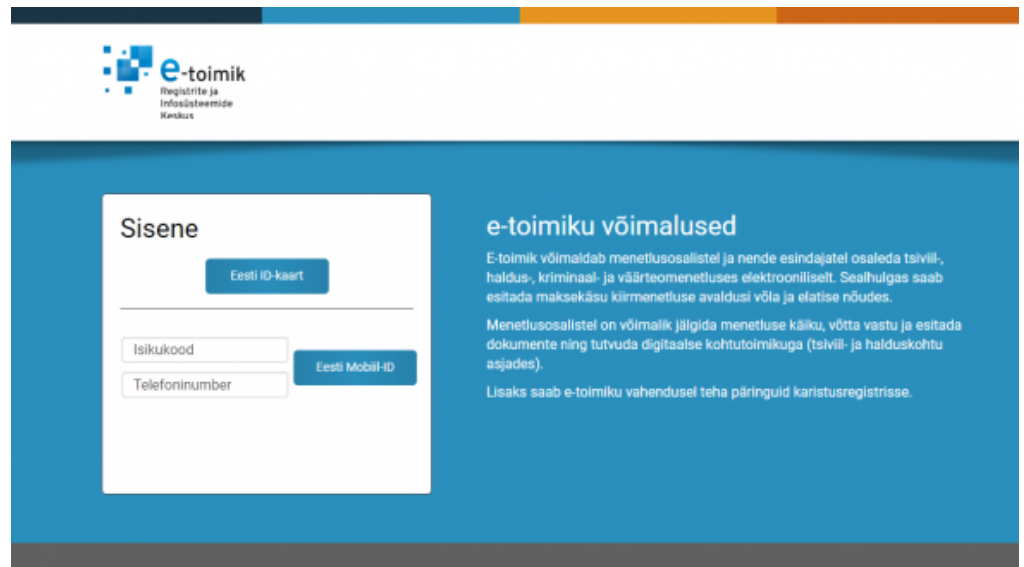 e-toimik
Registrite ja
Infosüsteemide
Keskus
Sisene
Eesti ID-kaart
Isikukood
Telefoninumber
Eesti Mobiil-ID
e-toimiku võimalused
E-toimik võimaldab menetlusosalistel ja nende esindajatel osaleda tsiviil-,
haldus-, kriminaal- ja väärteomenetluses elektrooniliselt. Sealhulgas saab
esitada maksekäsu kiirmenetluse avaldusi võla ja elatise nõudes.
Menetlusosalistel on võimalik jälgida menetluse käiku, võtta vastu ja esitada
dokumente ning tutvuda digitaalse kohtutoimikuga (tsiviil- ja halduskohtu
asjades).
Lisaks saab e-toimiku vahendusel teha päringuid karistusregistrisse.